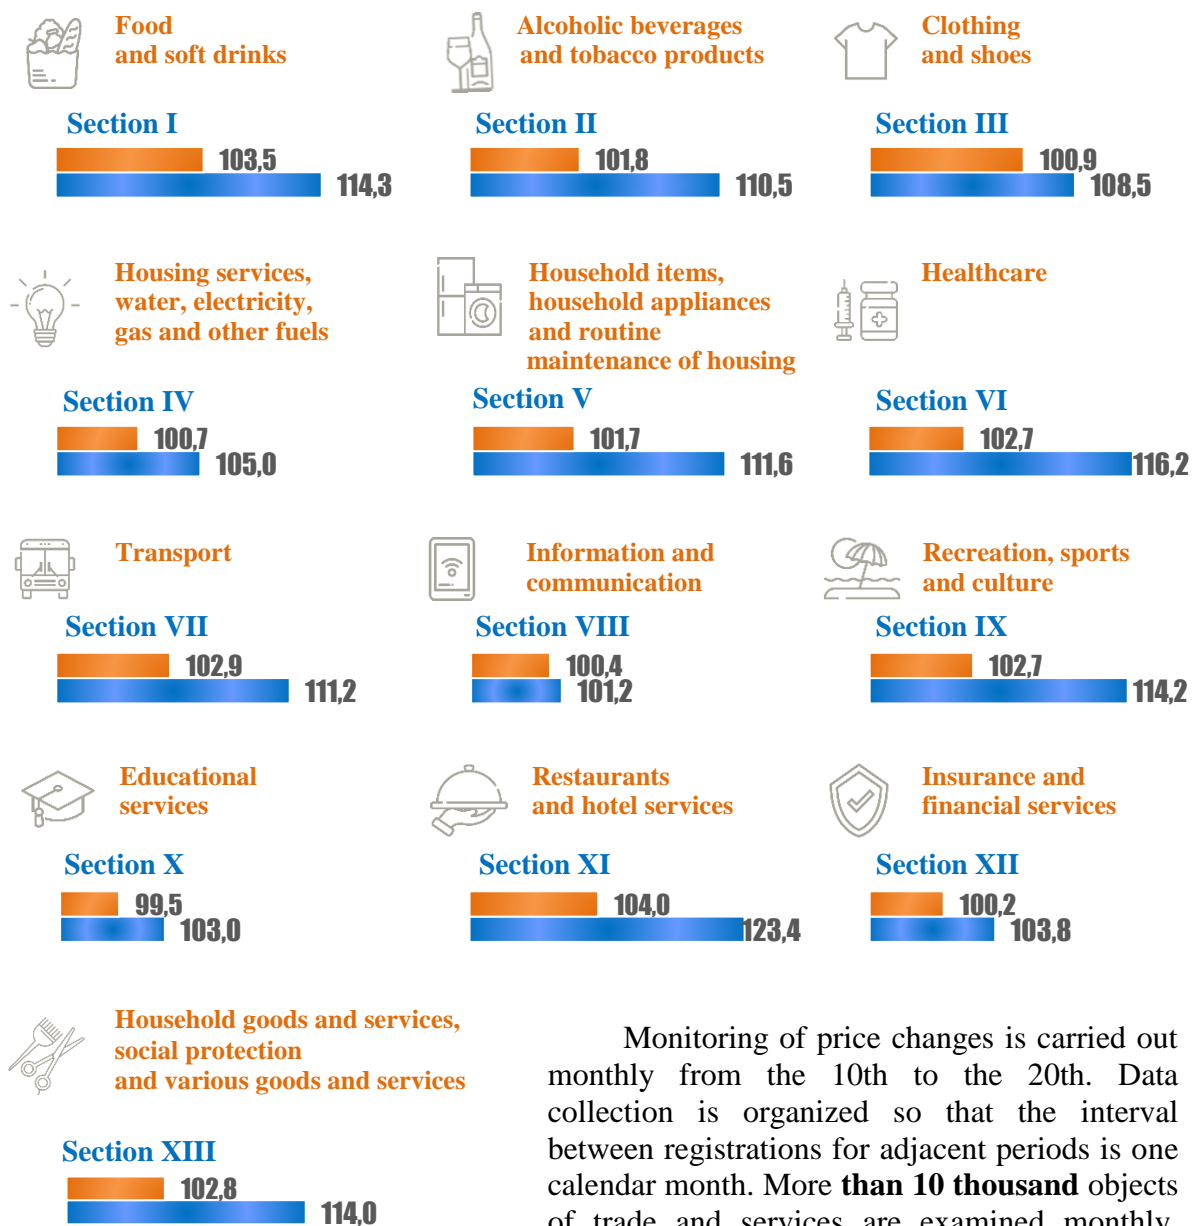 Food
and soft drinks
Section I
103,5
114,3
Alcoholic beverages
and tobacco products
Section II
101,8
110,5
Clothing
and shoes
Section III
100,9
108,5
Housing services,
water, electricity,
gas and other fuels
Section IV
100,7
105,0
Household items,
household appliances
and routine
maintenance of housing
Section V
101,7
111,6
Healthcare
Section VI
102,7
116,2
Transport
Section VII
102,9
111,2
Information and
communication
Section VIII
100,4
101,2
Recreation, sports
and culture
Section IX
102,7
114,2
Educational
services
Section X
99,5
103,0
Restaurants
and hotel services
Section XI
104,0
123,4
Insurance and
financial services
Section XII
100,2
103,8
Household goods and services,
social protection
and various goods and services
Section XIII
102,8
114,0
Monitoring of price changes is carried out
monthly from the 10th to the 20th. Data
collection is organized so that the interval
between registrations for adjacent periods is one
calendar month. More than 10 thousand objects
of trade and services are examined monthly.